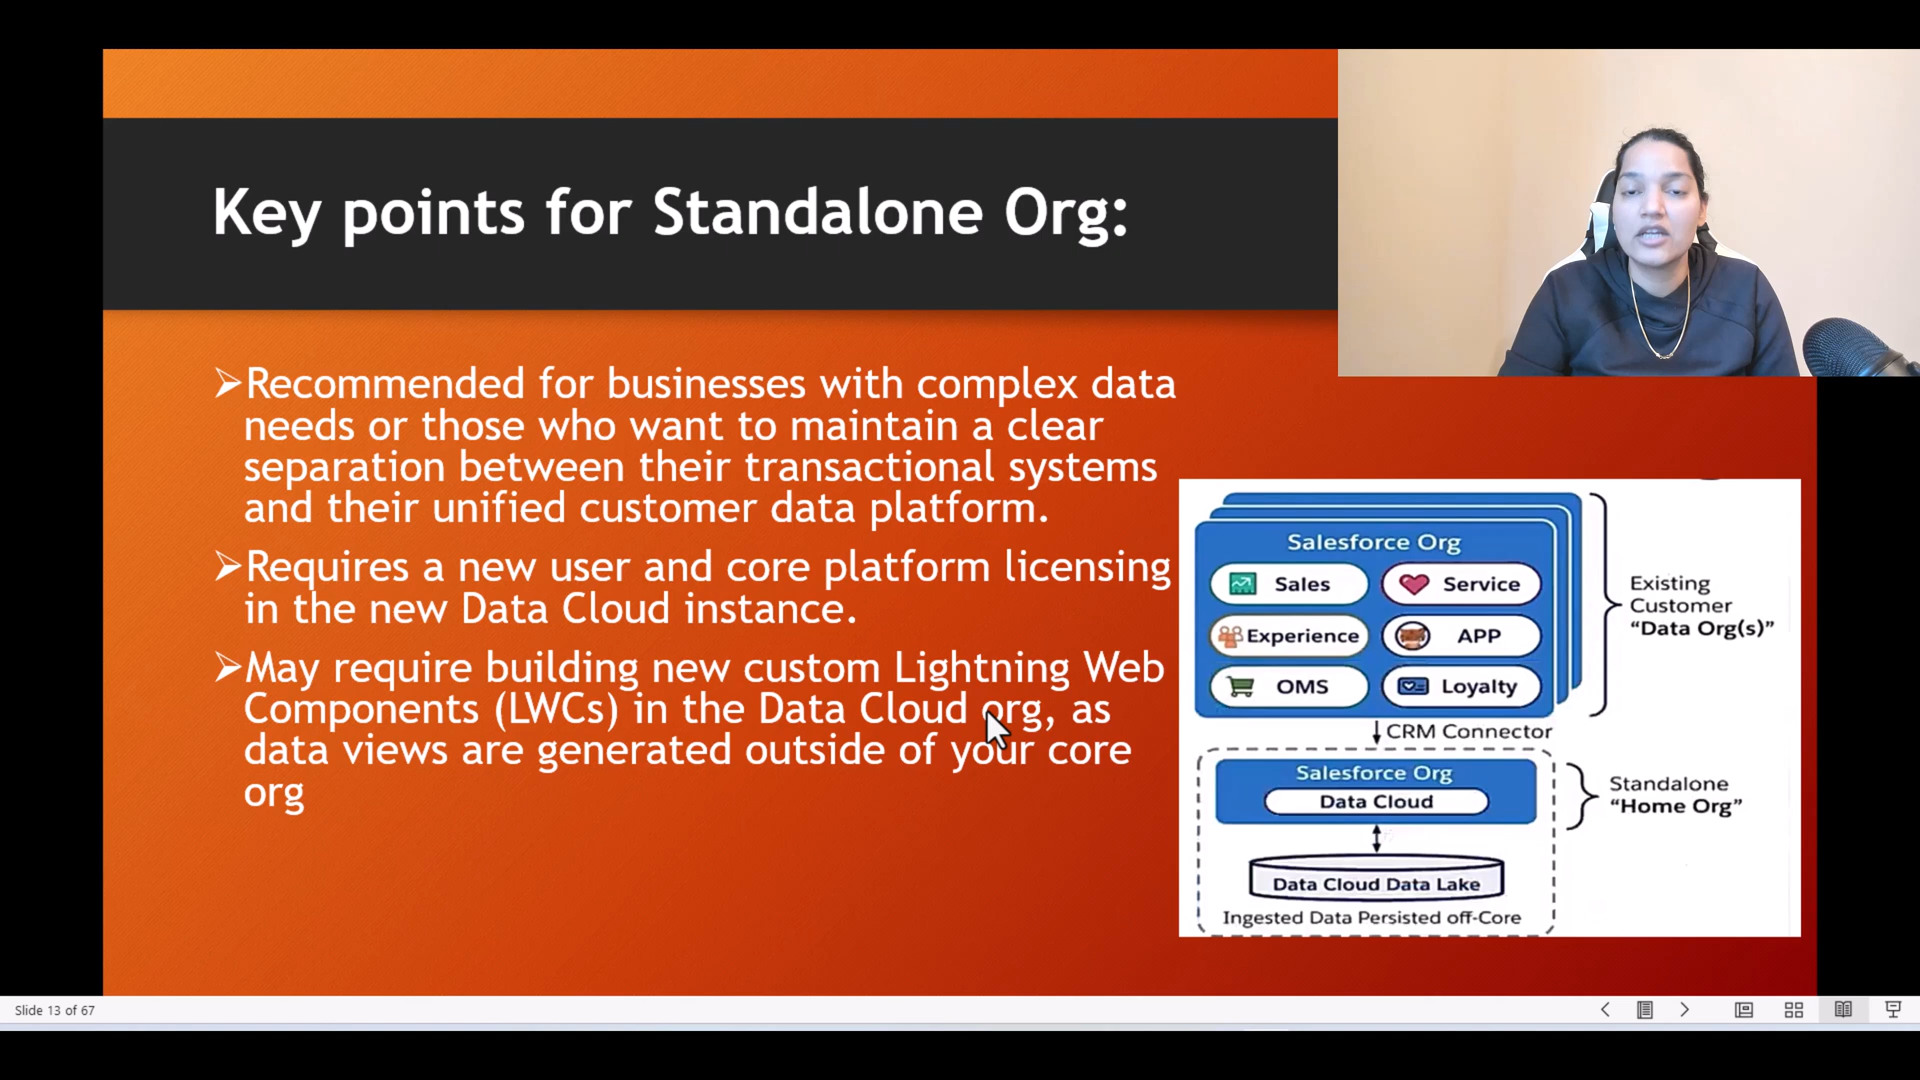 Key points for Standalone Org:
➢Recommended for businesses with complex data
needs or those who want to maintain a clear
separation between their transactional systems
and their unified customer data platform.
➢Requires a new user and core platform licensing
in the new Data Cloud instance.
➢May require building new custom Lightning Web
Components (LWCs) in the Data Cloud org, as
data views are generated outside of your core
org
Salesforce Org
Sales
Service
Experience
APP
OMS
Loyalty
Existing
Customer
“Data Org(s)”
CRM Connector
Salesforce Org
Data Cloud
Standalone
“Home Org”
Data Cloud Data Lake
Ingested Data Persisted off-Core
Slide 13 of 67